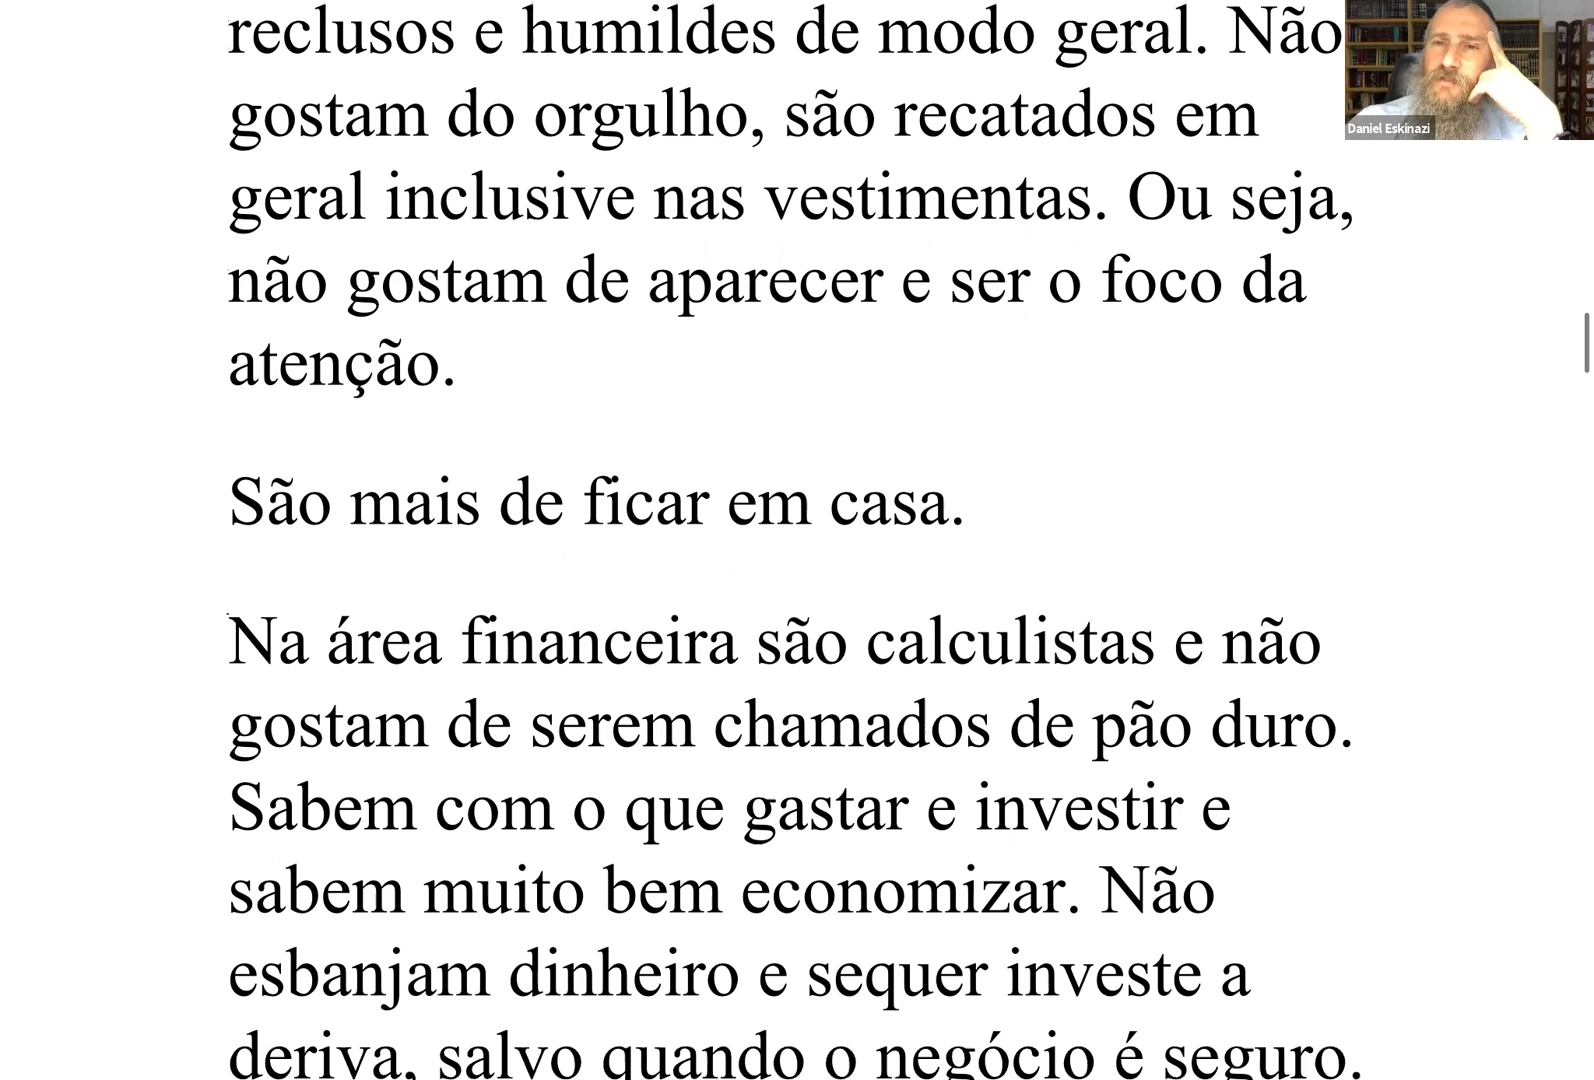 reclusos e humildes de modo geral. Não
gostam do orgulho, são recatados em
geral inclusive nas vestimentas. Ou seja,
não gostam de aparecer e ser o foco da
atenção.
São mais de ficar em casa.
Na área financeira são calculistas e não
gostam de serem chamados de pão duro.
Sabem com o que gastar e investir e
sabem muito bem economizar. Não
esbanjam dinheiro e sequer investe a
deriva, salvo quando o negócio é seguro.
Daniel Eskinazi